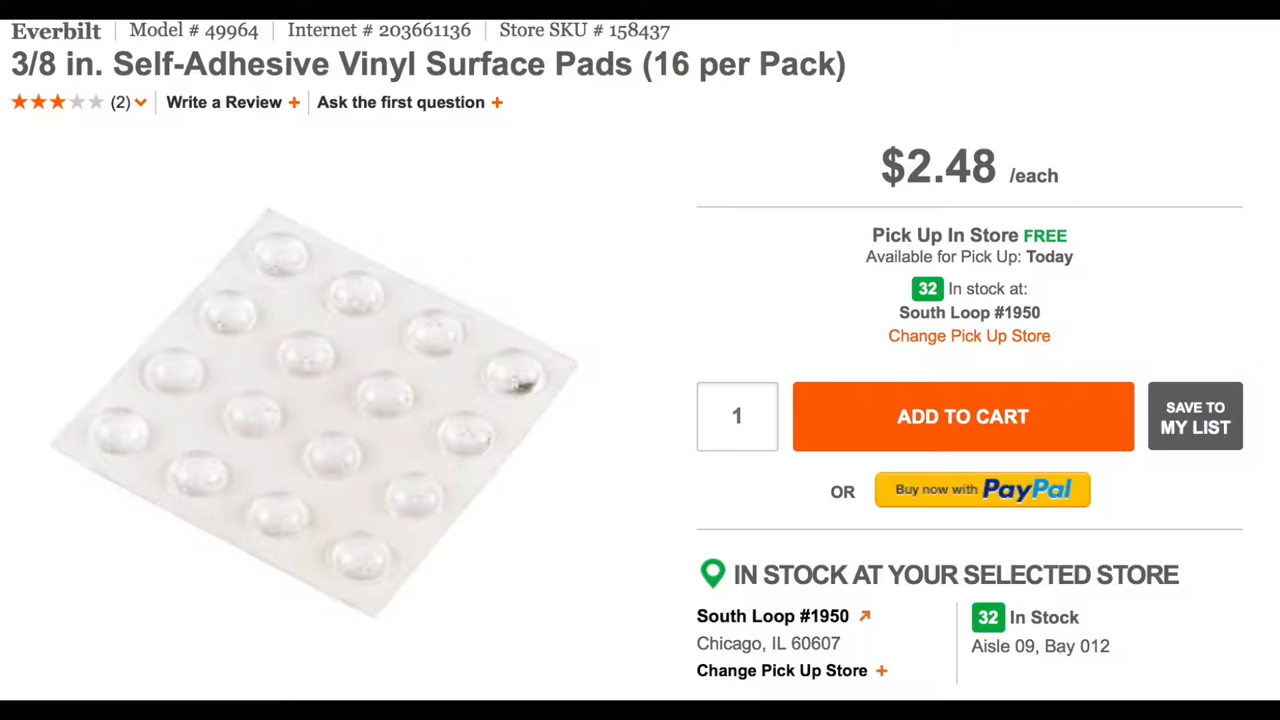 Everbilt Model # 49964 Internet # 203661136 Store SKU # 158437
3/8 in. Self-Adhesive Vinyl Surface Pads (16 per Pack)
(2) Write a Review + Ask the first question +
$2.48 /each
Pick Up In Store FREE
Available for Pick Up: Today
32 In stock at:
South Loop #1950
Change Pick Up Store
1 ADD TO CART SAVE TO
MY LIST
OR Buy now with PayPal
IN STOCK AT YOUR SELECTED STORE
South Loop #1950
Chicago, IL 60607
Change Pick Up Store +
32 In Stock
Aisle 09, Bay 012